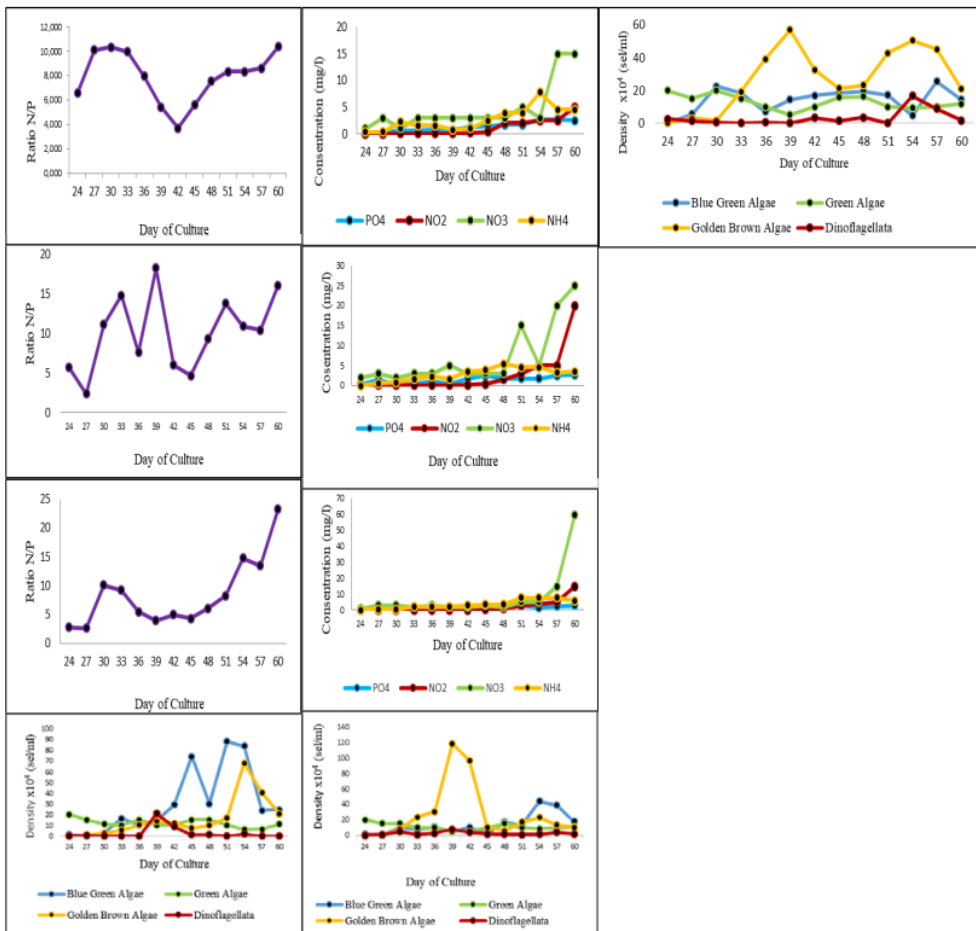 Ratio N/P
12,000
10,000
8,000
6,000
4,000
2,000
0,000
24 27 30 33 36 39 42 45 48 51 54 57 60
Day of Culture
Consentration (mg/l)
20
15
10
5
0
24 27 30 33 36 39 42 45 48 51 54 57 60
Day of Culture
PO4 NO2 NO3 NH4
Density x10⁴ (sel/ml)
60
40
20
0
24 27 30 33 36 39 42 45 48 51 54 57 60
Day of Culture
Blue Green Algae Green Algae
Golden Brown Algae Dinoflagellata
Ratio N/P
20
15
10
5
0
24 27 30 33 36 39 42 45 48 51 54 57 60
Day of Culture
Cosentration (mg/l)
30
25
20
15
10
5
0
24 27 30 33 36 39 42 45 48 51 54 57 60
PO4 NO2 NO3 NH4
Day of Culture
Ratio N/P
25
20
15
10
5
0
24 27 30 33 36 39 42 45 48 51 54 57 60
Day of Culture
Consentration (mg/l)
70
60
50
40
30
20
10
0
24 27 30 33 36 39 42 45 48 51 54 57 60
Day of Culture
PO4 NO2 NO3 NH4
Density x10⁴ (sel/ml)
100
90
80
70
60
50
40
30
20
10
0
24 27 30 33 36 39 42 45 48 51 54 57 60
Day of Culture
Blue Green Algae Green Algae
Golden Brown Algae Dinoflagellata
Density x10⁴ (sel/ml)
140
120
100
80
60
40
20
0
24 27 30 33 36 39 42 45 48 51 54 57 60
Day of Culture
Blue Green Algae Green Algae
Golden Brown Algae Dinoflagellata